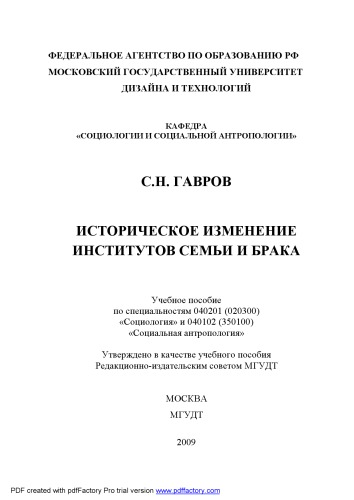 ФЕДЕРАЛЬНОЕ АГЕНТСТВО ПО ОБРАЗОВАНИЮ РФ
МОСКОВСКИЙ ГОСУДАРСТВЕННЫЙ УНИВЕРСИТЕТ
ДИЗАЙНА И ТЕХНОЛОГИЙ
КАФЕДРА
«СОЦИОЛОГИИ И СОЦИАЛЬНОЙ АНТРОПОЛОГИИ»
С.Н. ГАВРОВ
ИСТОРИЧЕСКОЕ ИЗМЕНЕНИЕ
ИНСТИТУТОВ СЕМЬИ И БРАКА
Учебное пособие
по специальностям 040201 (020300)
«Социология» и 040102 (350100)
«Социальная антропология»
Утверждено в качестве учебного пособия
Редакционно-издательским советом МГУДТ
МОСКВА
МГУДТ
2009
PDF created with pdfFactory Pro trial version www.pdffactory.com